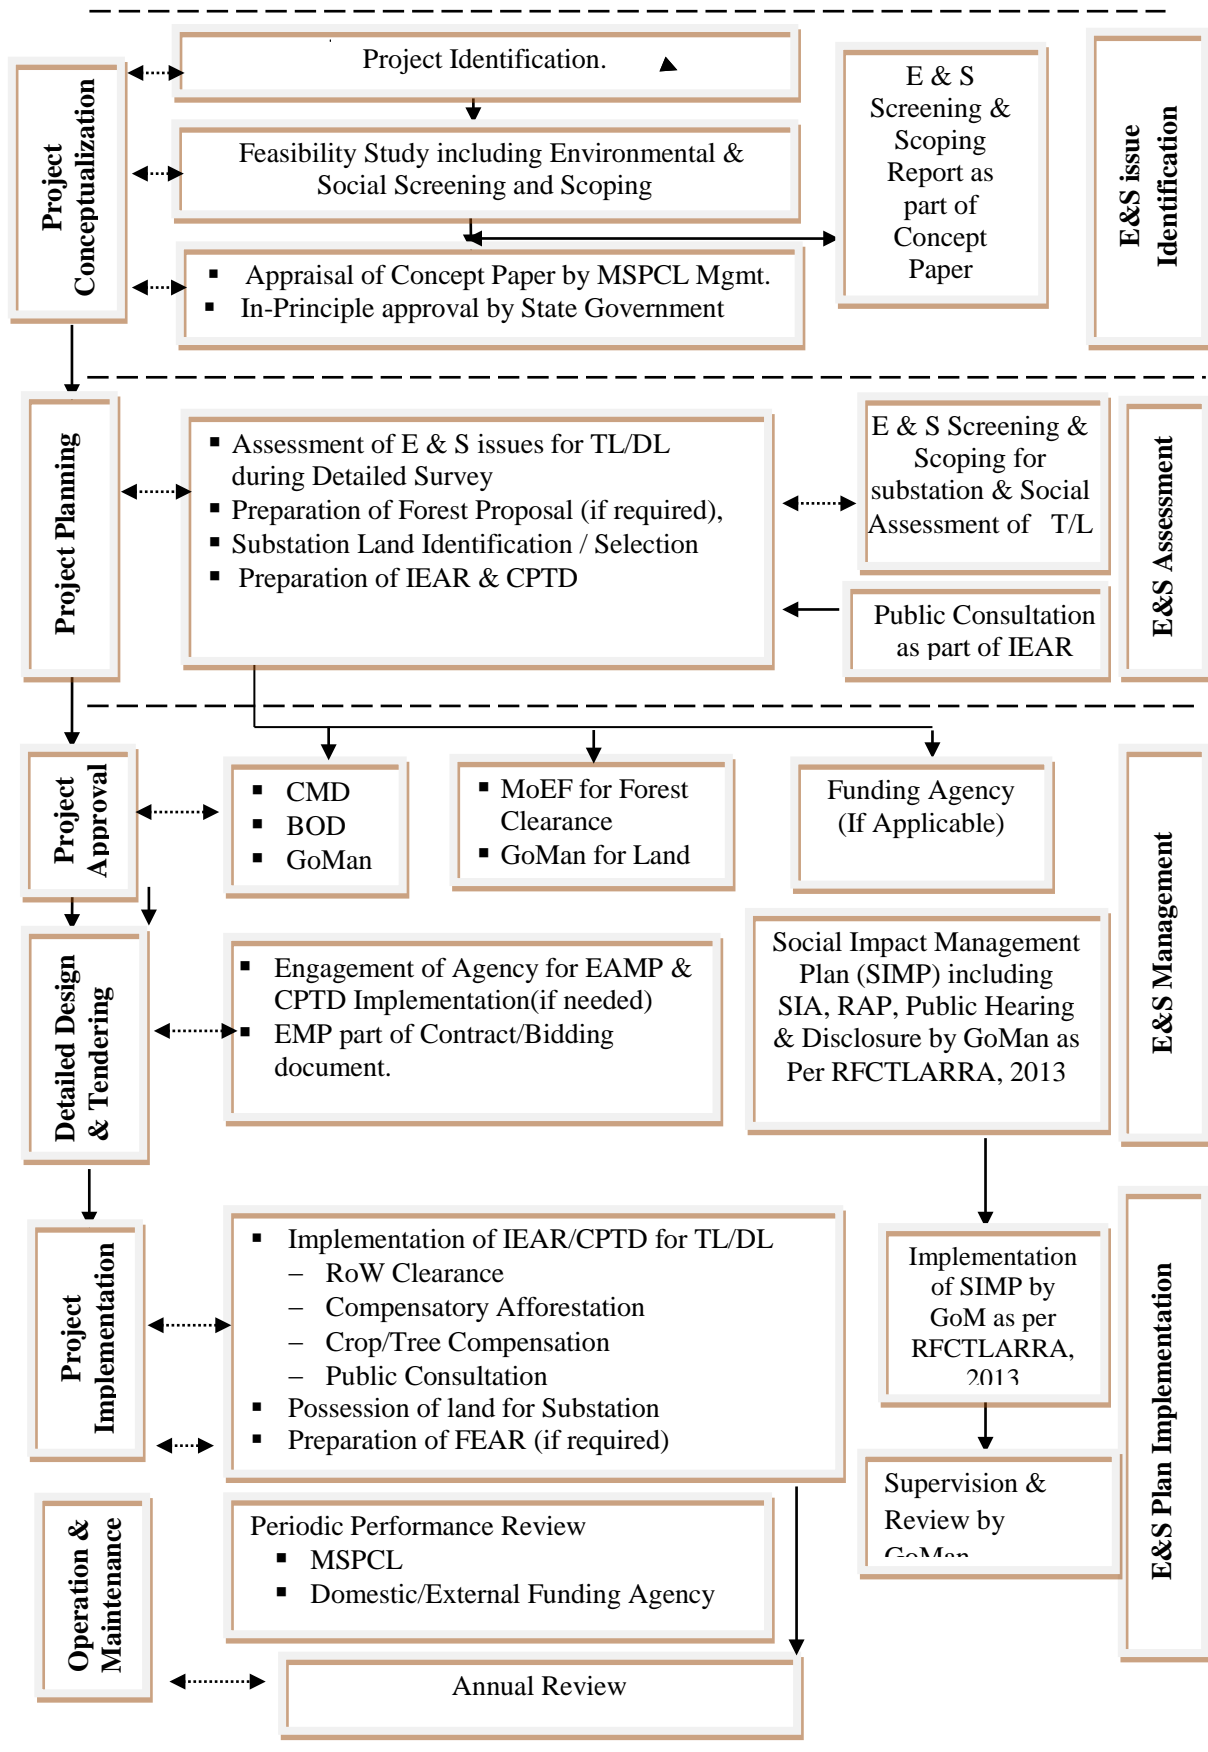 Project Identification.
Project
Conceptualization
Feasibility Study including Environmental &
Social Screening and Scoping
▪ Appraisal of Concept Paper by MSPCL Mgmt.
▪ In-Principle approval by State Government
E & S
Screening &
Scoping
Report as
part of
Concept
Paper
E&S issue
Identification
Project Planning
▪ Assessment of E & S issues for TL/DL
during Detailed Survey
▪ Preparation of Forest Proposal (if required),
▪ Substation Land Identification / Selection
▪ Preparation of IEAR & CPTD
E & S Screening &
Scoping for
substation & Social
Assessment of T/L
Public Consultation
as part of IEAR
E&S Assessment
Project
Approval
▪ CMD
▪ BOD
▪ GoMan
▪ MoEF for Forest
Clearance
▪ GoMan for Land
Funding Agency
(If Applicable)
E&S Management
Detailed Design
& Tendering
▪ Engagement of Agency for EAMP &
CPTD Implementation(if needed)
▪ EMP part of Contract/Bidding
document.
Social Impact Management
Plan (SIMP) including
SIA, RAP, Public Hearing
& Disclosure by GoMan as
Per RFCTLARRA, 2013
Project
Implementation
▪ Implementation of IEAR/CPTD for TL/DL
– RoW Clearance
– Compensatory Afforestation
– Crop/Tree Compensation
– Public Consultation
▪ Possession of land for Substation
▪ Preparation of FEAR (if required)
Implementation
of SIMP by
GoM as per
RFCTLARRA,
2013
Supervision &
Review by
GoMan
E&S Plan Implementation
Operation &
Maintenance
Periodic Performance Review
▪ MSPCL
▪ Domestic/External Funding Agency
Annual Review